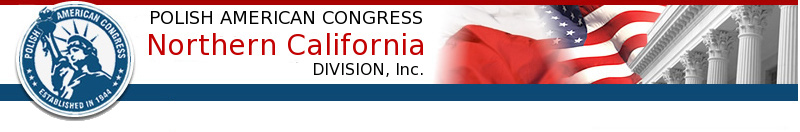 POLISH AMERICAN CONGRESS
ESTABLISHED IN 1944
POLISH AMERICAN CONGRESS
Northern California
DIVISION, Inc.